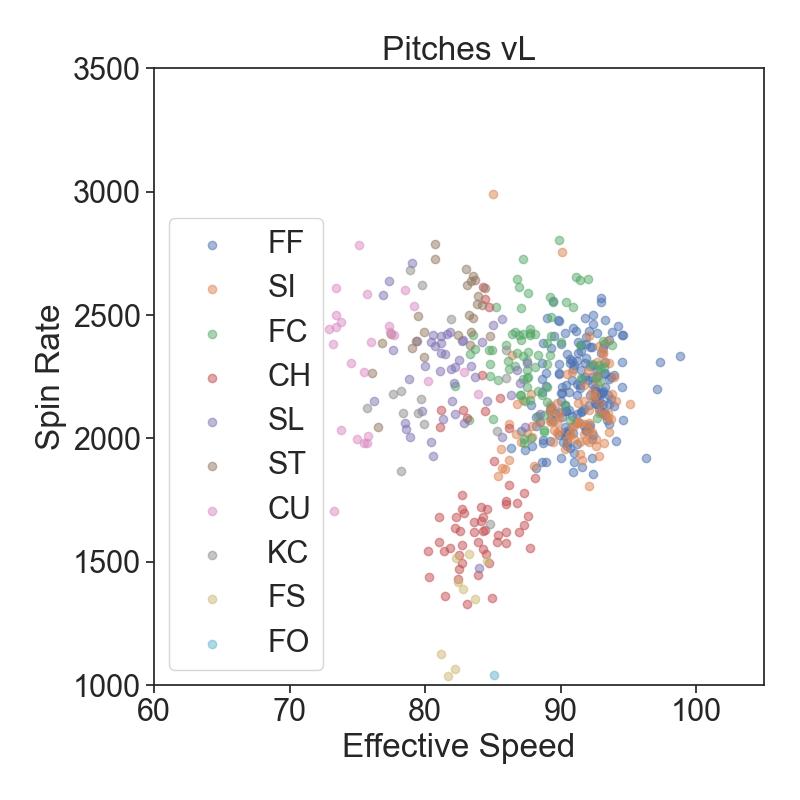 Pitches vL
3500
3000
2500
2000
1500
1000
Spin Rate
FF
SI
FC
CH
SL
ST
CU
KC
FS
FO
60 70 80 90 100
Effective Speed